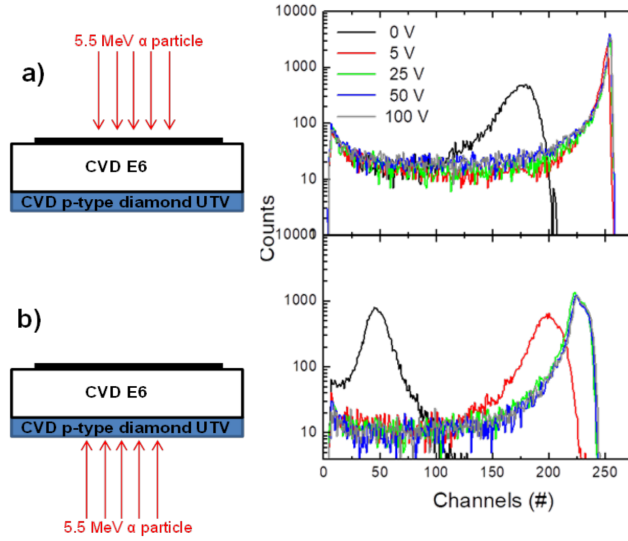 5.5 MeV α particle
a)
CVD E6
CVD p-type diamond UTV
b)
CVD E6
CVD p-type diamond UTV
5.5 MeV α particle
10000
1000
100
10
0 V
5 V
25 V
50 V
100 V
Counts
10000
1000
100
10
0
50
100
150
200
250
Channels (#)